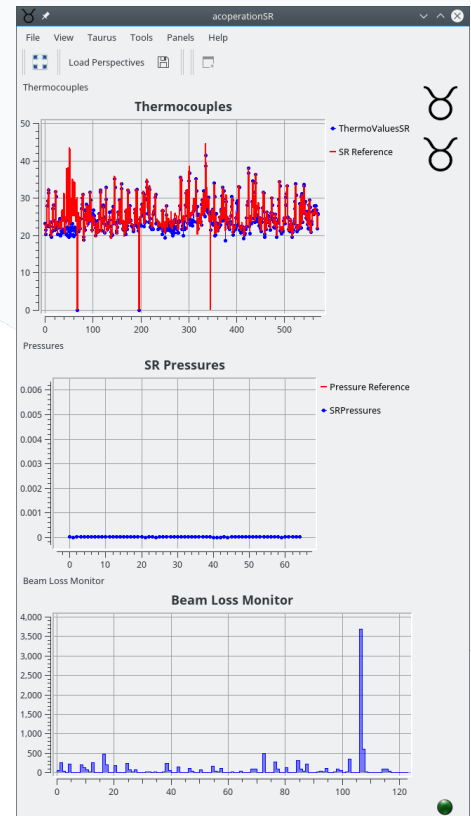 acoperationSR
File View Taurus Tools Panels Help
Load Perspectives
Thermocouples
Thermocouples
50
40
30
20
10
0
0 100 200 300 400 500
ThermoValuesSR
SR Reference
Pressures
SR Pressures
0.006
0.005
0.004
0.003
0.002
0.001
0
0 10 20 30 40 50 60
Pressure Reference
SRPressures
Beam Loss Monitor
Beam Loss Monitor
4,000
3,500
3,000
2,500
2,000
1,500
1,000
500
0
0 20 40 60 80 100 120